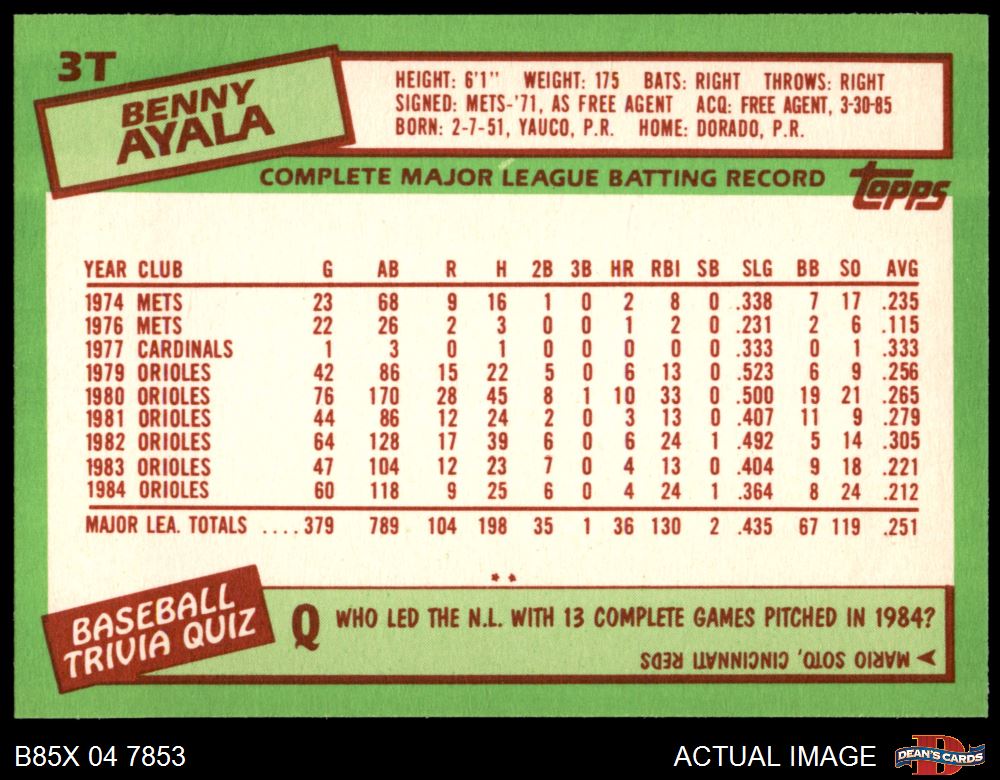 3T
BENNY
AYALA
HEIGHT: 6'1" WEIGHT: 175 BATS: RIGHT THROWS: RIGHT
SIGNED: METS-'71, AS FREE AGENT ACQ: FREE AGENT, 3-30-85
BORN: 2-7-51, YAUCO, P.R. HOME: DORADO, P.R.
COMPLETE MAJOR LEAGUE BATTING RECORD
topps
YEAR CLUB G AB R H 2B 3B HR RBI SB SLG BB SO AVG
1974 METS 23 68 9 16 1 0 2 8 0 .338 7 17 .235
1976 METS 22 26 2 3 0 0 1 2 0 .231 2 6 .115
1977 CARDINALS 1 3 0 1 0 0 0 0 0 .333 0 1 .333
1979 ORIOLES 42 86 15 22 5 0 6 13 0 .523 6 9 .256
1980 ORIOLES 76 170 28 45 8 1 10 33 0 .500 19 21 .265
1981 ORIOLES 44 86 12 24 2 0 3 13 0 .407 11 9 .279
1982 ORIOLES 64 128 17 39 6 0 6 24 1 .492 5 14 .305
1983 ORIOLES 47 104 12 23 7 0 4 13 0 .404 9 18 .221
1984 ORIOLES 60 118 9 25 6 0 4 24 1 .364 8 24 .212
MAJOR LEA. TOTALS ....379 789 104 198 35 1 36 130 2 .435 67 119 .251
**
BASEBALL
TRIVIA QUIZ
Q WHO LED THE N.L. WITH 13 COMPLETE GAMES PITCHED IN 1984?
MARIO SOTO, CINCINNATI REDS
B85X 04 7853
ACTUAL IMAGE
D
DEAN'S CARDS